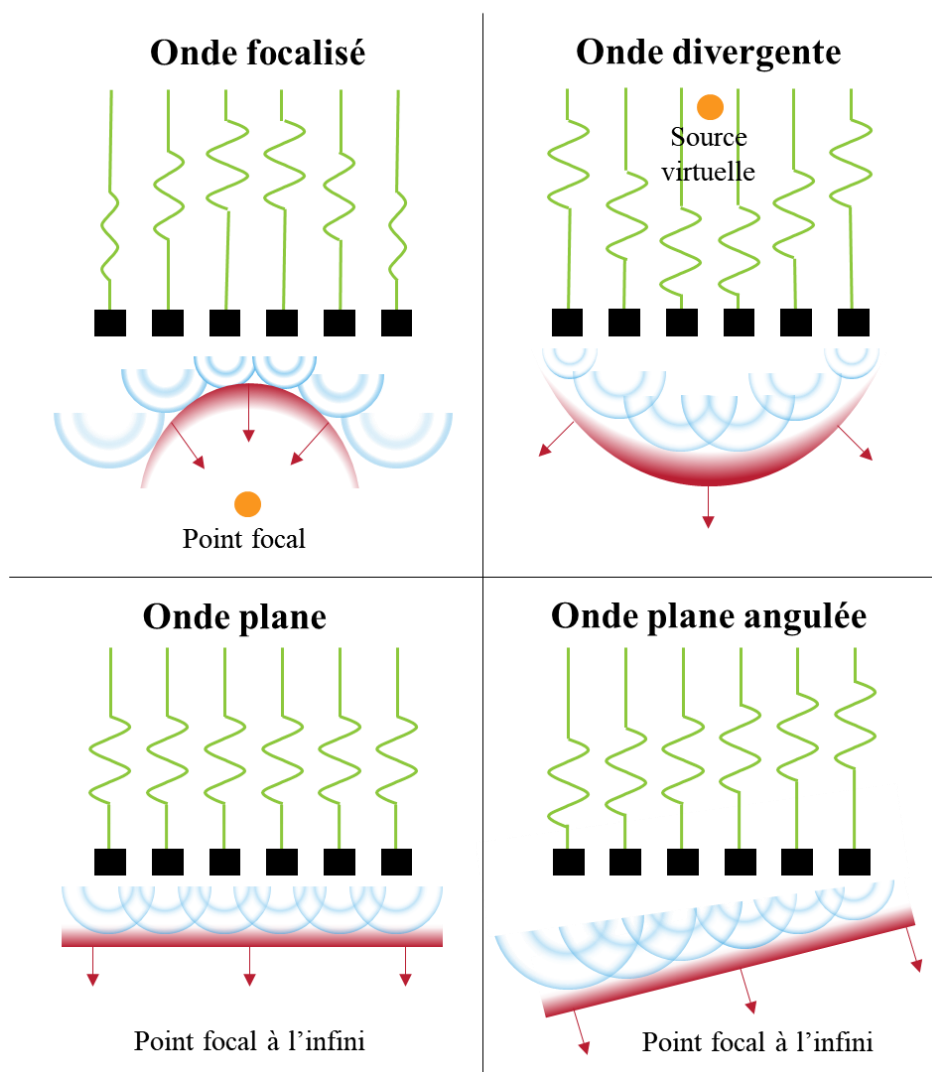 Onde focalisé
Point focal
Onde divergente
Source
virtuelle
Onde plane
Point focal à l’infini
Onde plane angulée
Point focal à l’infini